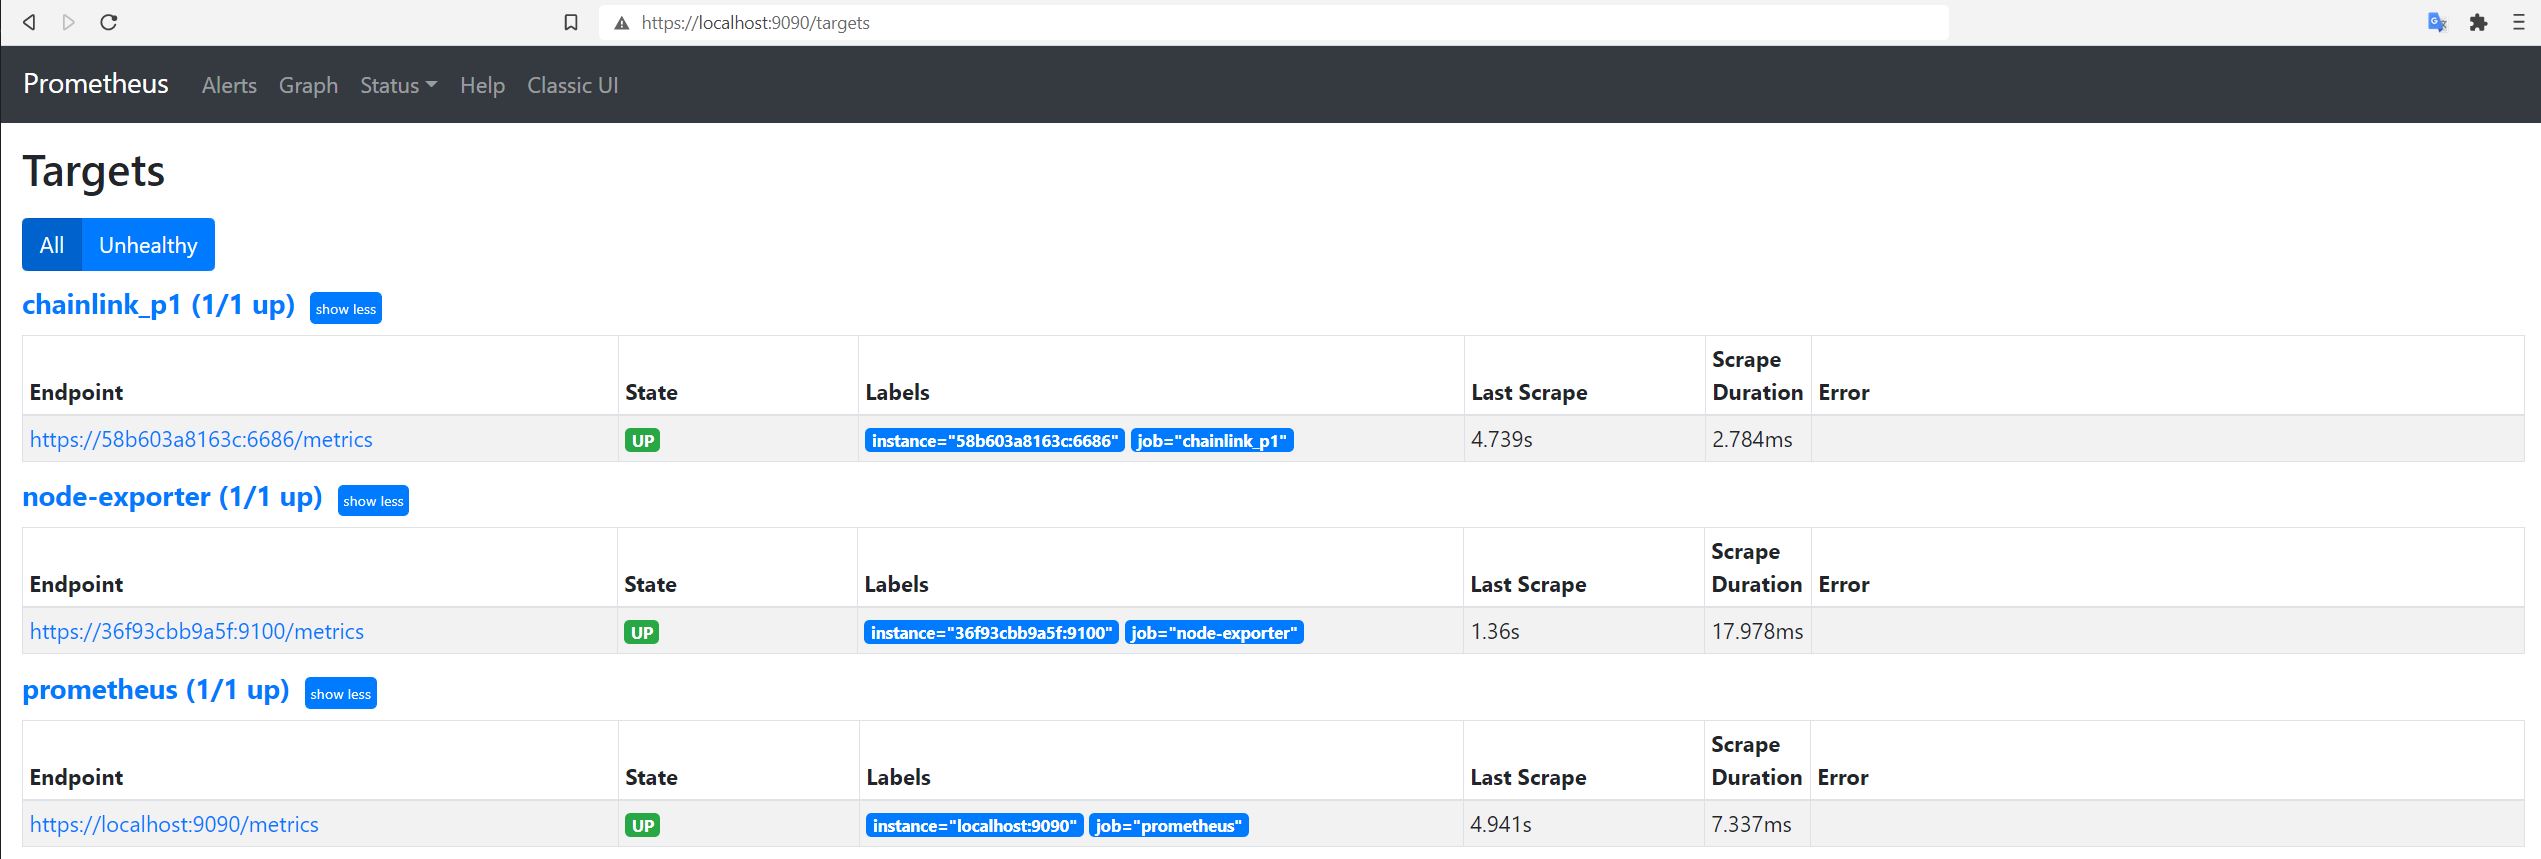 https://localhost:9090/targets
Prometheus Alerts Graph Status Help Classic UI
Targets
All Unhealthy
chainlink_p1 (1/1 up) show less
Endpoint State Labels Last Scrape Scrape Duration Error
https://58b603a8163c:6686/metrics UP instance="58b603a8163c:6686" job="chainlink_p1" 4.739s 2.784ms
node-exporter (1/1 up) show less
Endpoint State Labels Last Scrape Scrape Duration Error
https://36f93cbb9a5f:9100/metrics UP instance="36f93cbb9a5f:9100" job="node-exporter" 1.36s 17.978ms
prometheus (1/1 up) show less
Endpoint State Labels Last Scrape Scrape Duration Error
https://localhost:9090/metrics UP instance="localhost:9090" job="prometheus" 4.941s 7.337ms